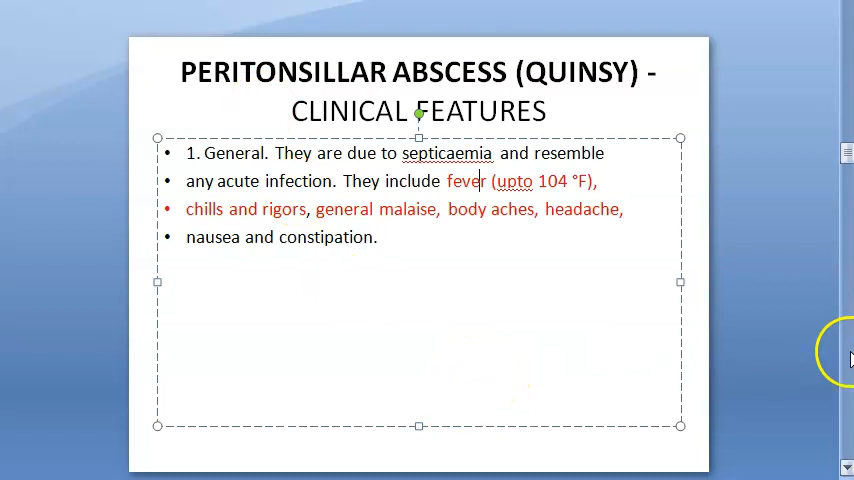 PERITONSILLAR ABSCESS (QUINSY) -
CLINICAL FEATURES
• 1. General. They are due to septicaemia and resemble
• any acute infection. They include fever (upto 104 °F),
• chills and rigors, general malaise, body aches, headache,
• nausea and constipation.